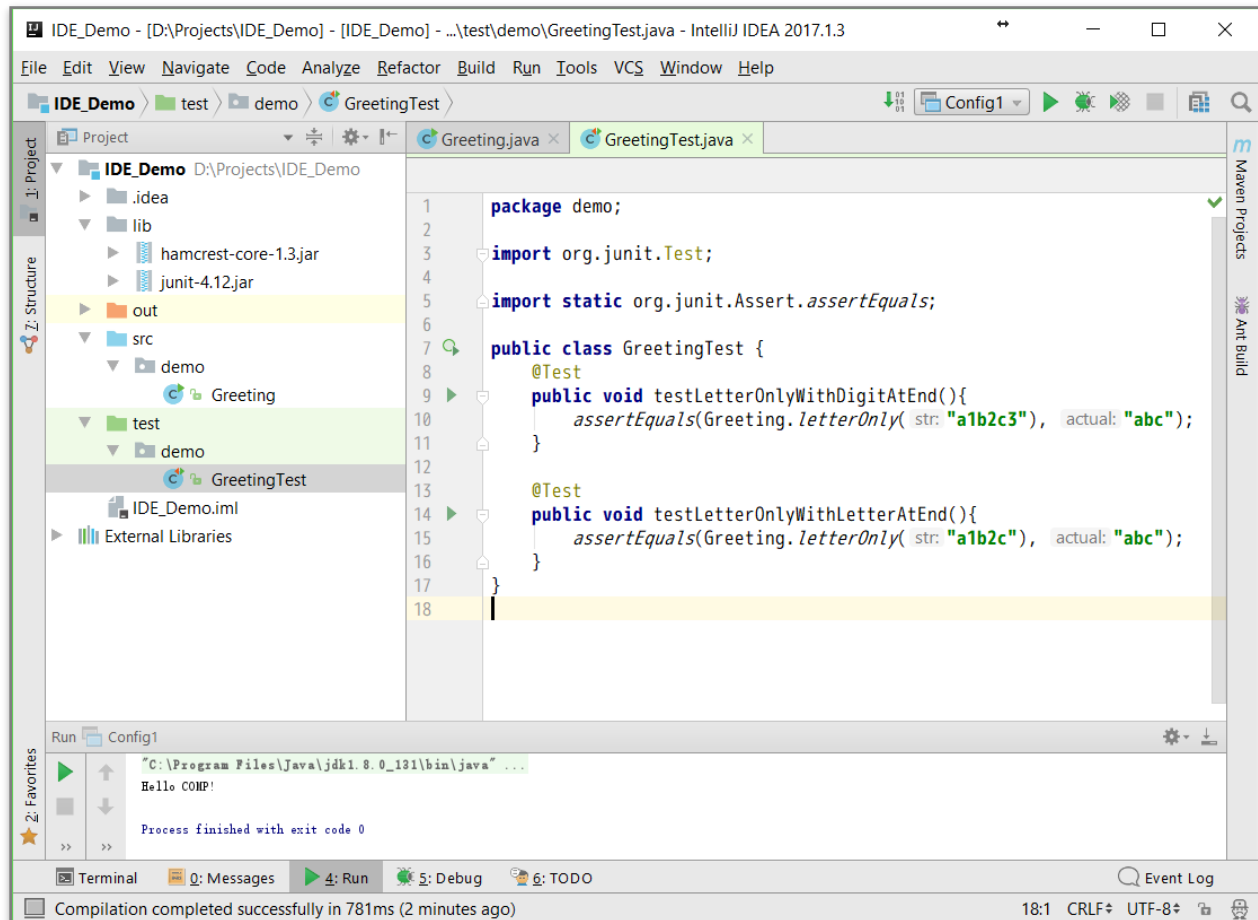 IDE_Demo - [D:\Projects\IDE_Demo] - [IDE_Demo] - ...\test\demo\GreetingTest.java - IntelliJ IDEA 2017.1.3
File Edit View Navigate Code Analyze Refactor Build Run Tools VCS Window Help
IDE_Demo test demo GreetingTest Config1
1: Project
7: Structure
2: Favorites
Project
IDE_Demo D:\Projects\IDE_Demo
.idea
lib
hamcrest-core-1.3.jar
junit-4.12.jar
out
src
demo
Greeting
test
demo
GreetingTest
IDE_Demo.iml
External Libraries
Greeting.java GreetingTest.java
1 package demo;
2
3 import org.junit.Test;
4
5 import static org.junit.Assert.assertEquals;
6
7 public class GreetingTest {
8 @Test
9 public void testLetterOnlyWithDigitAtEnd(){
10 assertEquals(Greeting.letterOnly( str: "a1b2c3"), actual: "abc");
11 }
12
13 @Test
14 public void testLetterOnlyWithLetterAtEnd(){
15 assertEquals(Greeting.letterOnly( str: "a1b2c"), actual: "abc");
16 }
17 }
18
Maven Projects
Ant Build
Run Config1
"C:\Program Files\Java\jdk1.8.0_131\bin\java" ...
Hello COMP!
Process finished with exit code 0
Terminal 0: Messages 4: Run 5: Debug 6: TODO Event Log
Compilation completed successfully in 781ms (2 minutes ago) 18:1 CRLF UTF-8